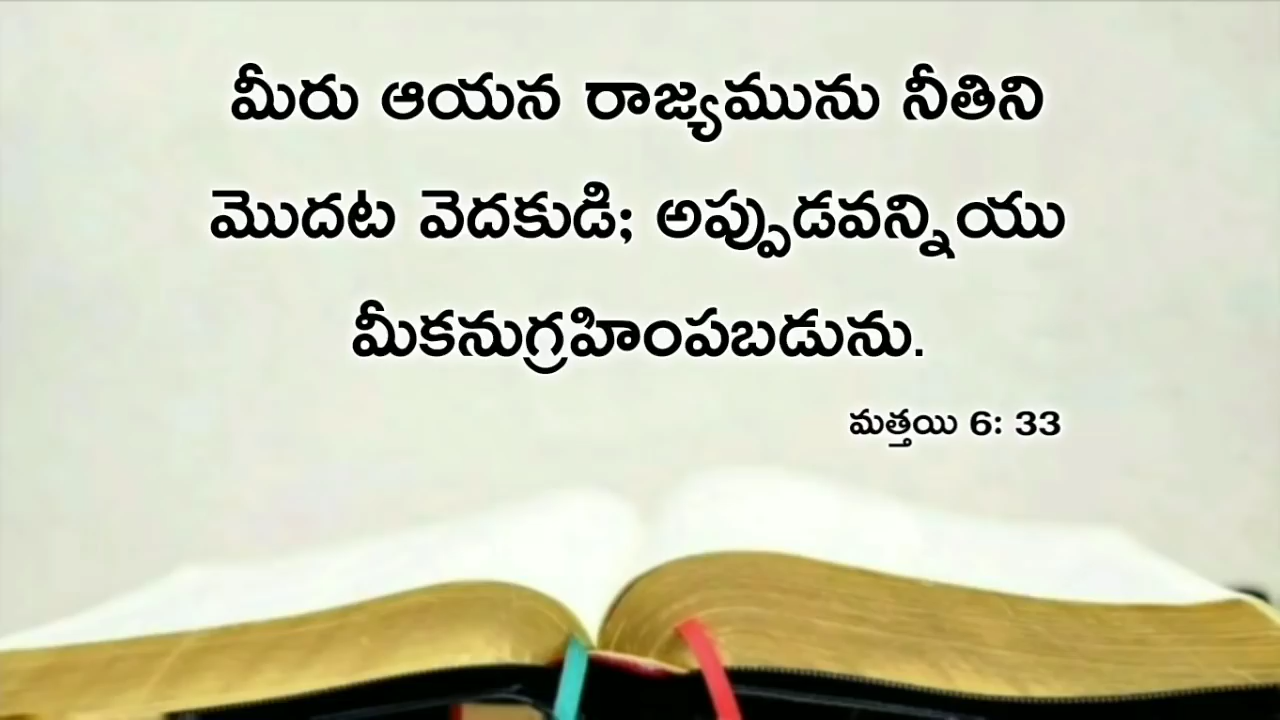 మీరు ఆయన రాజ్యమును నీతిని
మొదట వెదకుడి; అప్పుడవన్నియు
మీకనుగ్రహింపబడును.
మత్తయి 6: 33